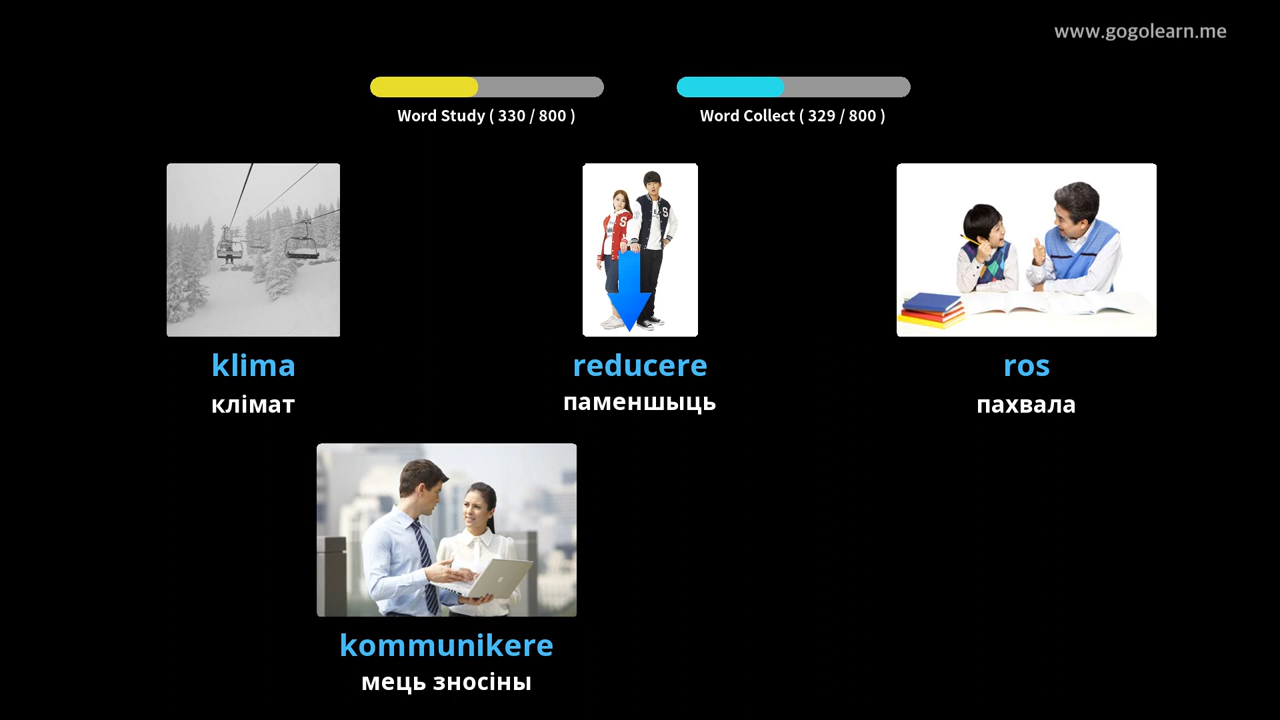 www.gogolearn.me
Word Study ( 330 / 800 )
Word Collect ( 329 / 800 )
klima
клімат
reducere
паменшыць
ros
пахвала
kommunikere
мець зносіны